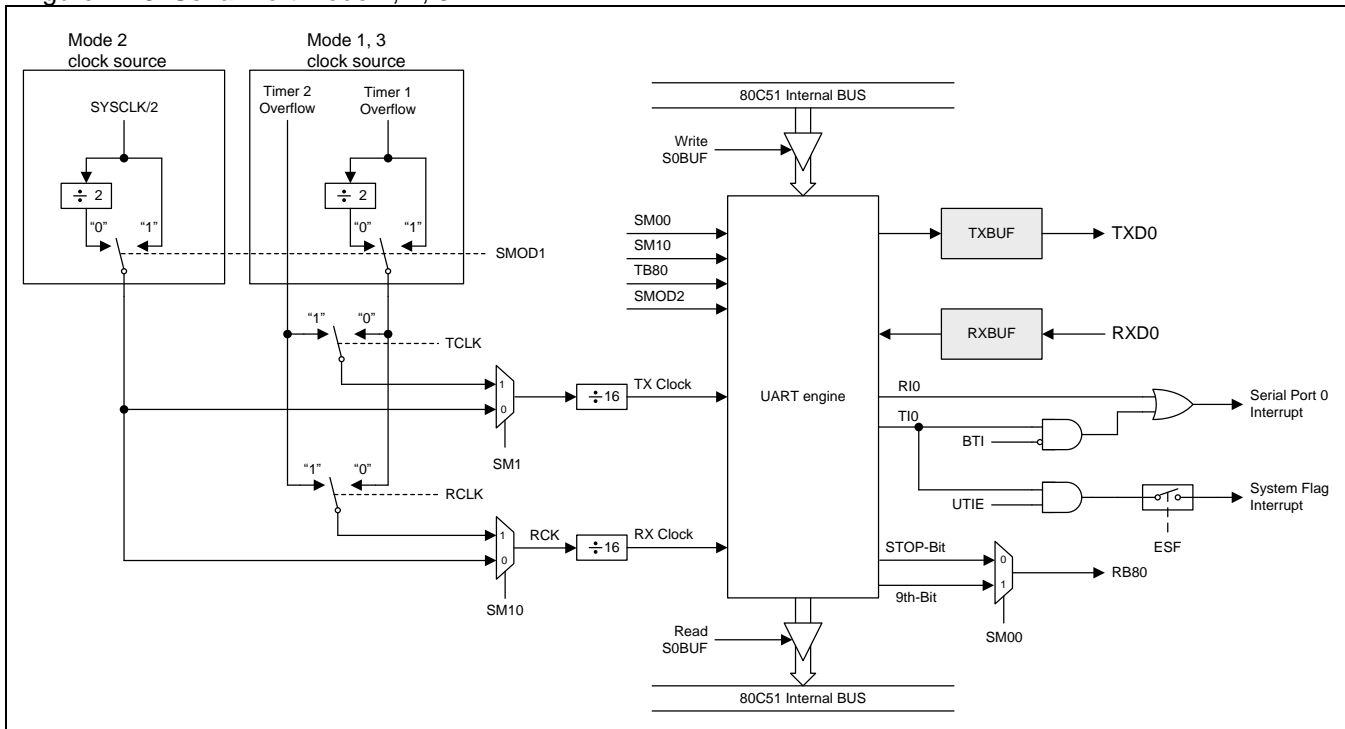 Mode 2
clock source
Mode 1, 3
clock source
SYSCLK/2
Timer 2
Overflow
Timer 1
Overflow
÷ 2
÷ 2
"0"
"1"
"0"
"1"
SMOD1
"1"
"0"
TCLK
1
0
SM1
÷16
TX Clock
"1"
"0"
RCLK
1
0
SM10
RCK
÷16
RX Clock
80C51 Internal BUS
Write
S0BUF
SM00
SM10
TB80
SMOD2
UART engine
TXBUF
TXD0
RXBUF
RXD0
RI0
TI0
BTI
Serial Port 0
Interrupt
UTIE
ESF
System Flag
Interrupt
STOP-Bit
9th-Bit
0
1
SM00
RB80
Read
S0BUF
80C51 Internal BUS